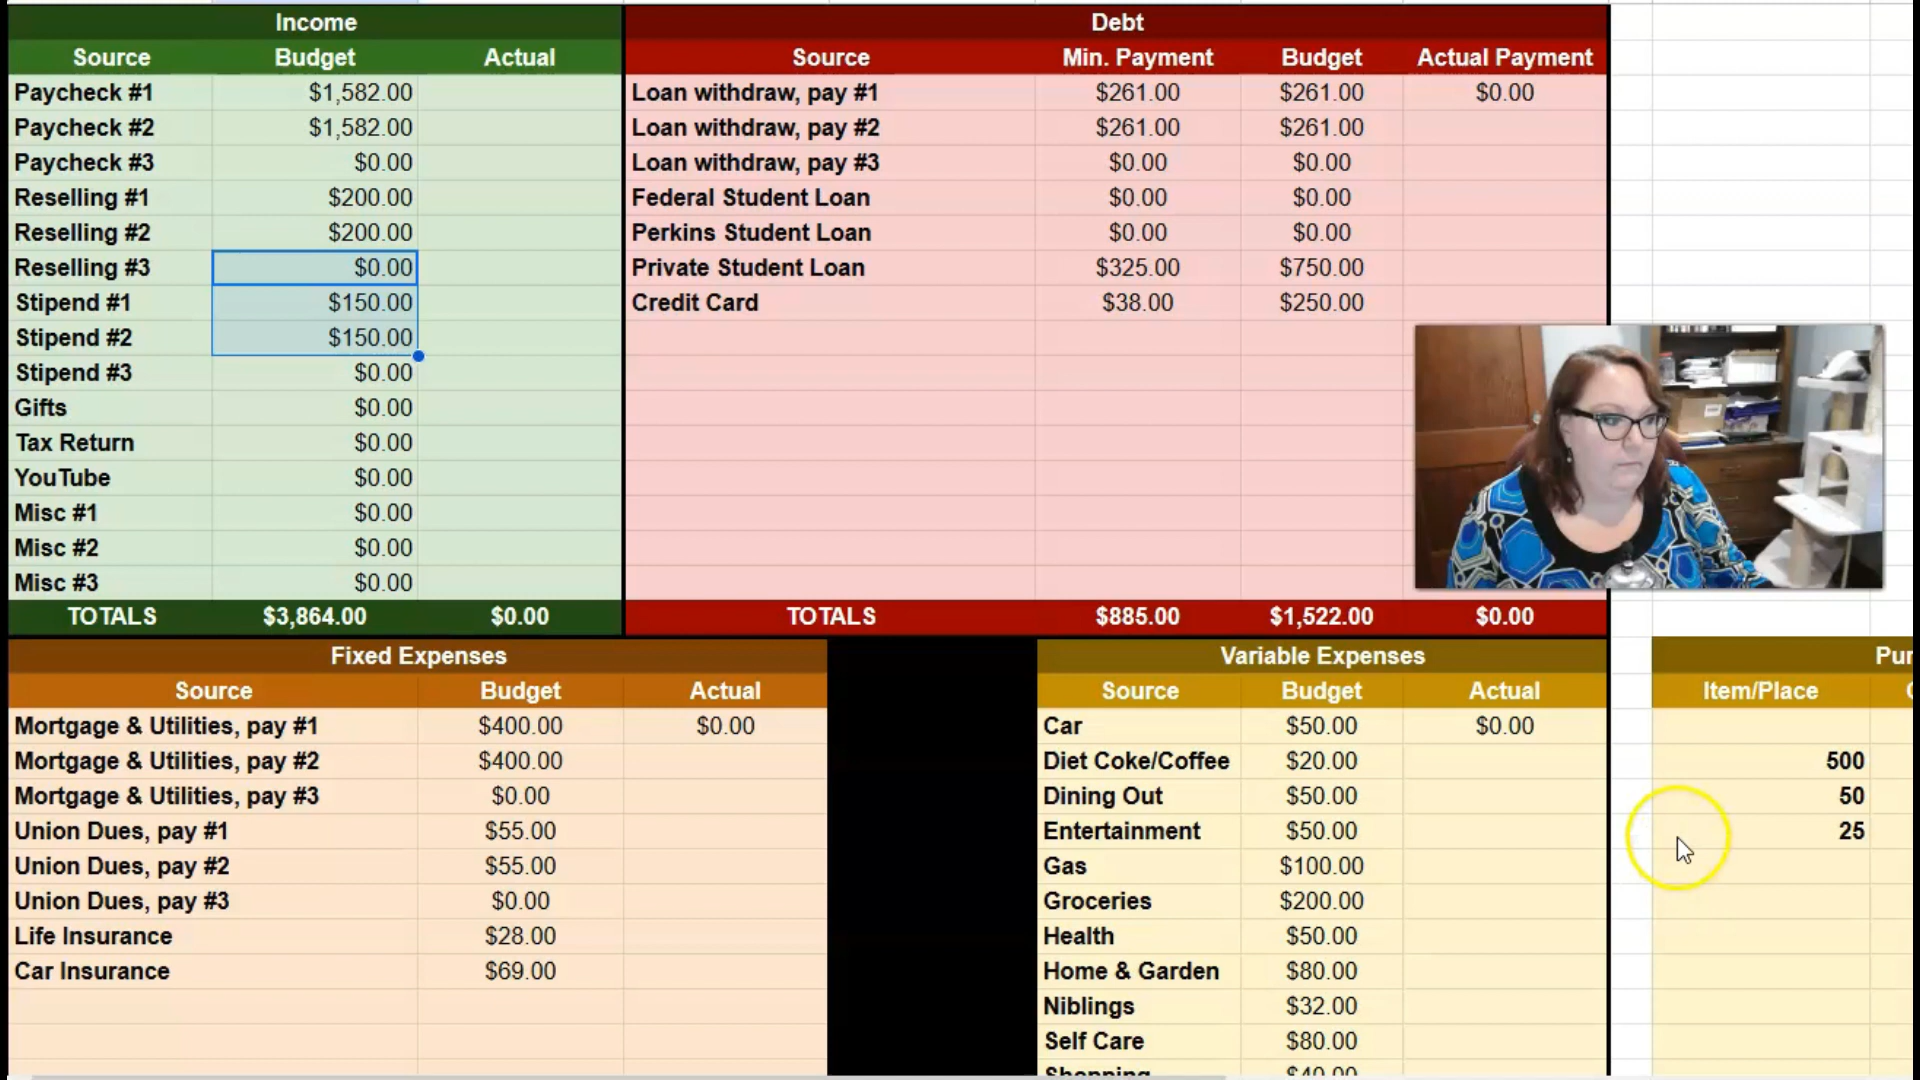 Income
Source Budget Actual
Paycheck #1 $1,582.00
Paycheck #2 $1,582.00
Paycheck #3 $0.00
Reselling #1 $200.00
Reselling #2 $200.00
Reselling #3 $0.00
Stipend #1 $150.00
Stipend #2 $150.00
Stipend #3 $0.00
Gifts $0.00
Tax Return $0.00
YouTube $0.00
Misc #1 $0.00
Misc #2 $0.00
Misc #3 $0.00
TOTALS $3,864.00 $0.00
Debt
Source Min. Payment Budget Actual Payment
Loan withdraw, pay #1 $261.00 $261.00 $0.00
Loan withdraw, pay #2 $261.00 $261.00
Loan withdraw, pay #3 $0.00 $0.00
Federal Student Loan $0.00 $0.00
Perkins Student Loan $0.00 $0.00
Private Student Loan $325.00 $750.00
Credit Card $38.00 $250.00
TOTALS $885.00 $1,522.00 $0.00
Fixed Expenses
Source Budget Actual
Mortgage & Utilities, pay #1 $400.00 $0.00
Mortgage & Utilities, pay #2 $400.00
Mortgage & Utilities, pay #3 $0.00
Union Dues, pay #1 $55.00
Union Dues, pay #2 $55.00
Union Dues, pay #3 $0.00
Life Insurance $28.00
Car Insurance $69.00
Variable Expenses
Source Budget Actual
Car $50.00 $0.00
Diet Coke/Coffee $20.00
Dining Out $50.00
Entertainment $50.00
Gas $100.00
Groceries $200.00
Health $50.00
Home & Garden $80.00
Niblings $32.00
Self Care $80.00
Shopping $40.00
Pur
Item/Place
500
50
25